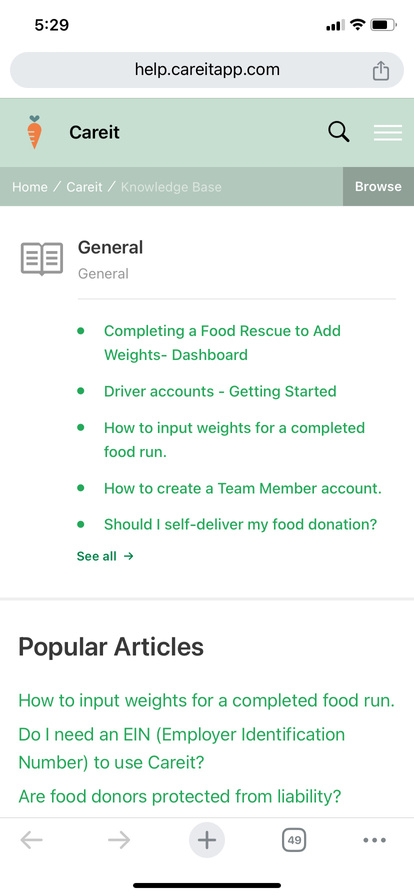 5:29
help.careitapp.com
Careit
Home / Careit / Knowledge Base
Browse
General
General
Completing a Food Rescue to Add
Weights- Dashboard
Driver accounts - Getting Started
How to input weights for a completed
food run.
How to create a Team Member account.
Should I self-deliver my food donation?
See all →
Popular Articles
How to input weights for a completed food run.
Do I need an EIN (Employer Identification
Number) to use Careit?
Are food donors protected from liability?
49